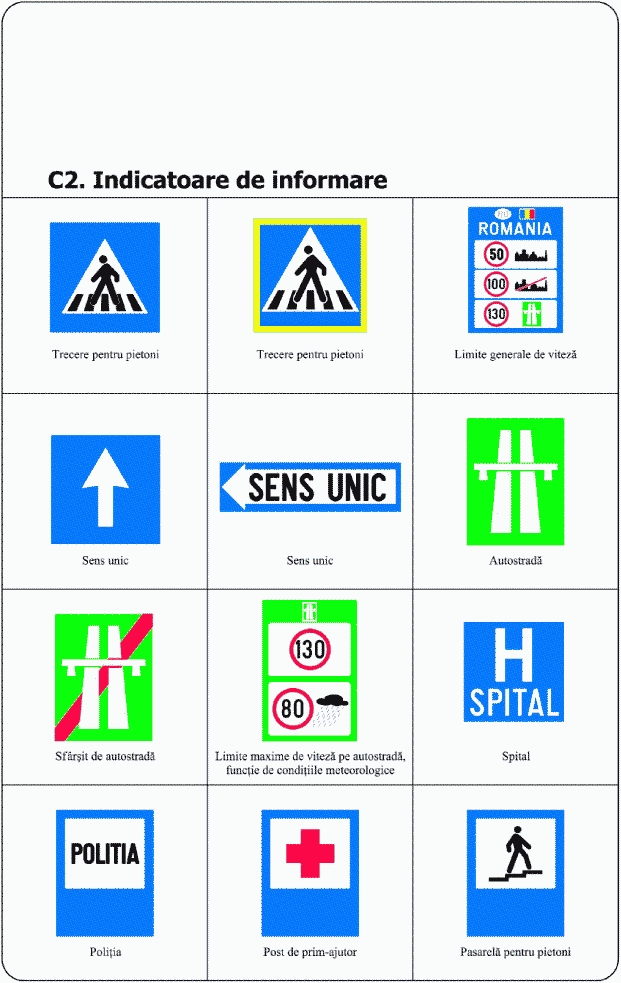 C2. Indicatoare de informare
ROMANIA
50
100
130
Trecere pentru pietoni
Trecere pentru pietoni
Limite generale de viteză
SENS UNIC
Sens unic
Sens unic
Autostradă
130
80
H
SPITAL
Sfârşit de autostradă
Limite maxime de viteză pe autostradă,
funcţie de condiţiile meteorologice
Spital
POLITIA
Poliţia
Post de prim-ajutor
Pasarelă pentru pietoni